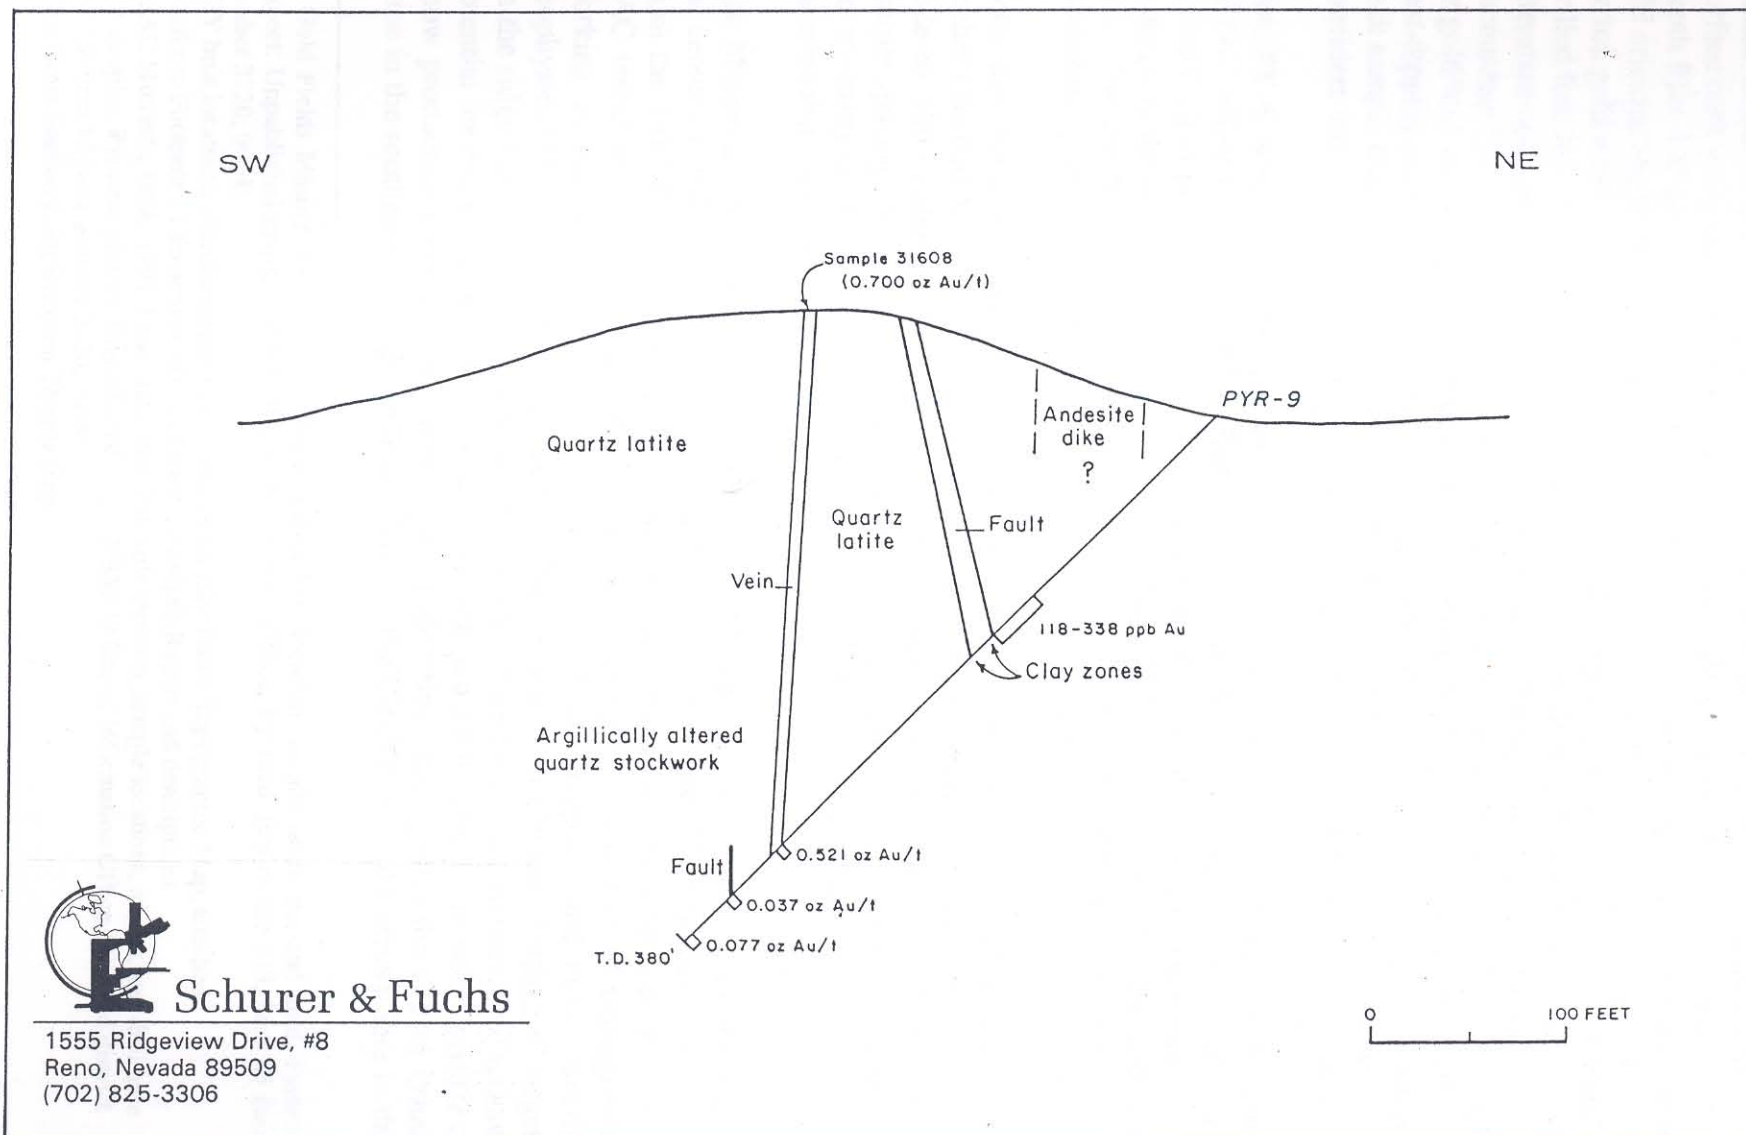 SW
NE
Sample 31608
(0.700 oz Au/t)
PYR-9
Andesite
dike
?
Quartz latite
Quartz
latite
Fault
Vein
118-338 ppb Au
Clay zones
Argillically altered
quartz stockwork
0.521 oz Au/t
Fault
0.037 oz Au/t
0.077 oz Au/t
T.D. 380'
Schurer & Fuchs
1555 Ridgeview Drive, #8
Reno, Nevada 89509
(702) 825-3306
0 100 FEET